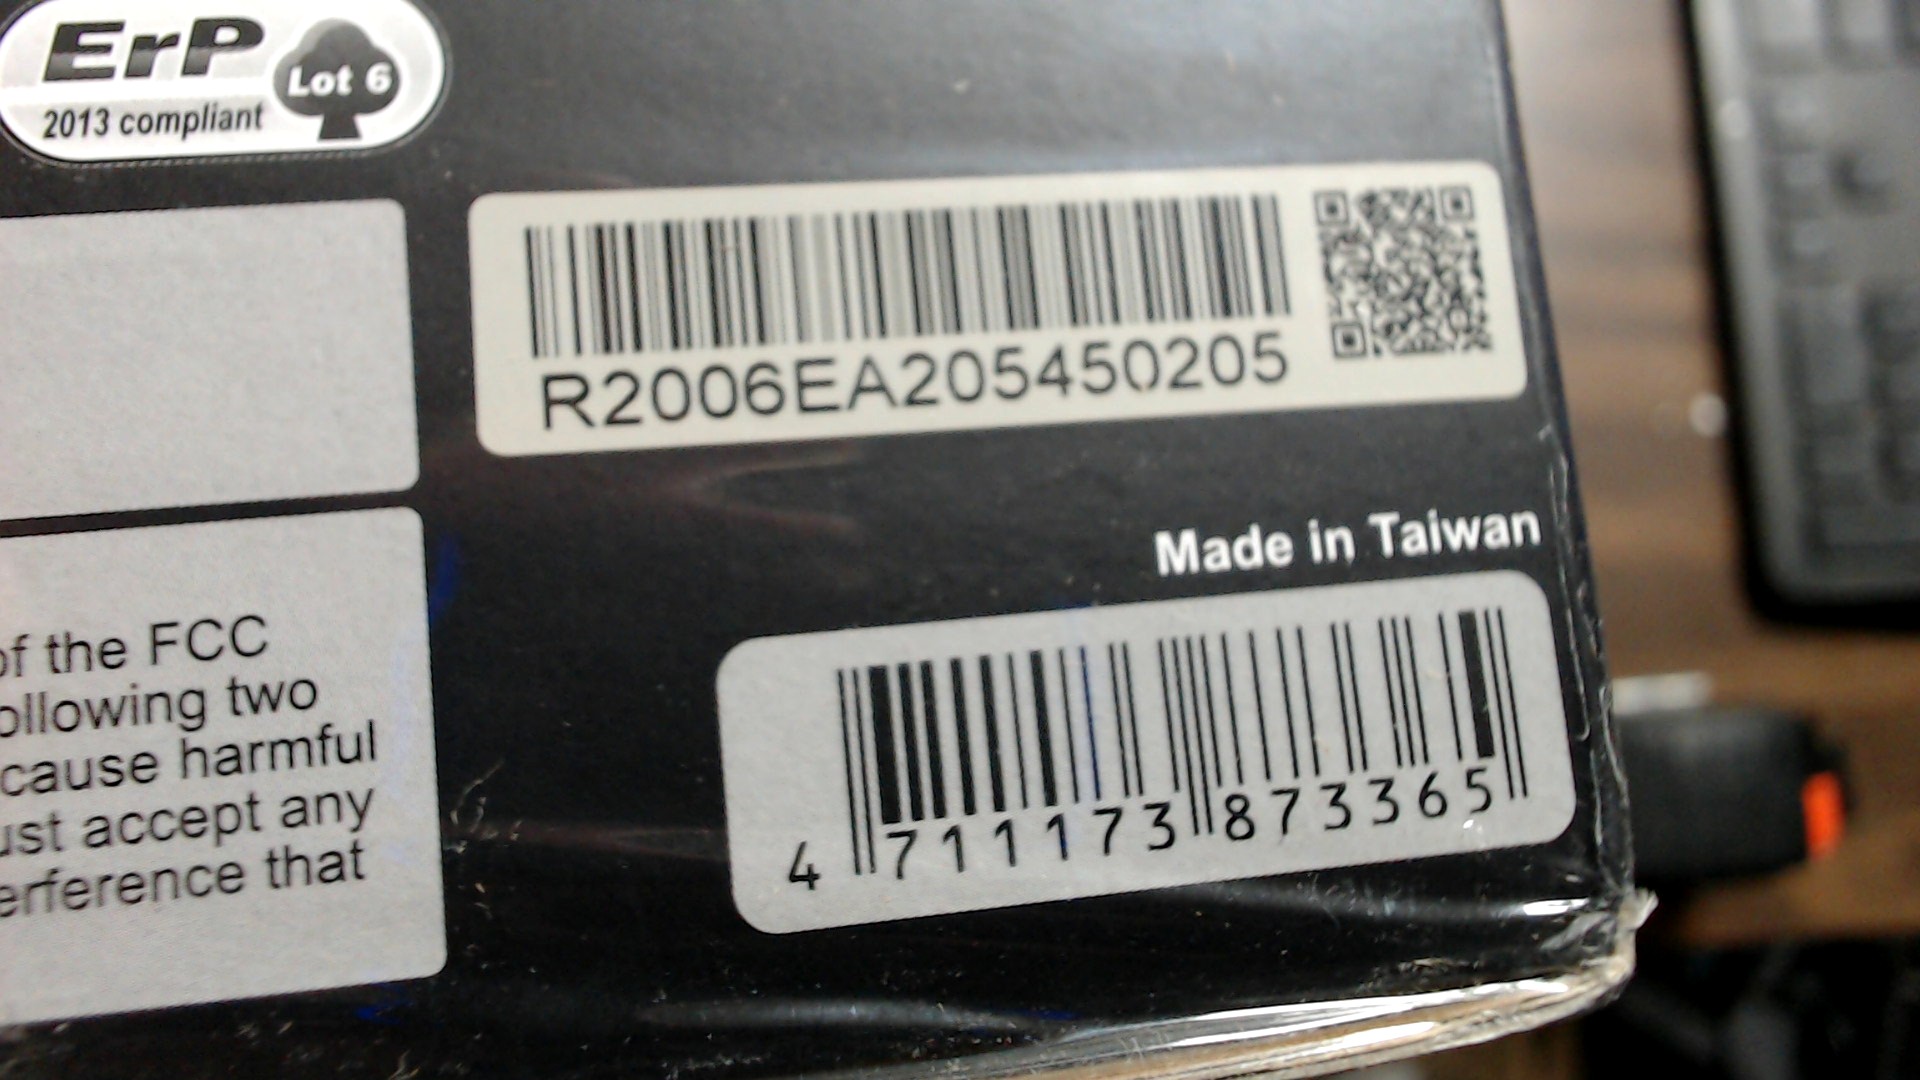 ErP
Lot 6
2013 compliant
R2006EA205450205
Made in Taiwan
4 711173 873365
of the FCC
ollowing two
cause harmful
ust accept any
erference that